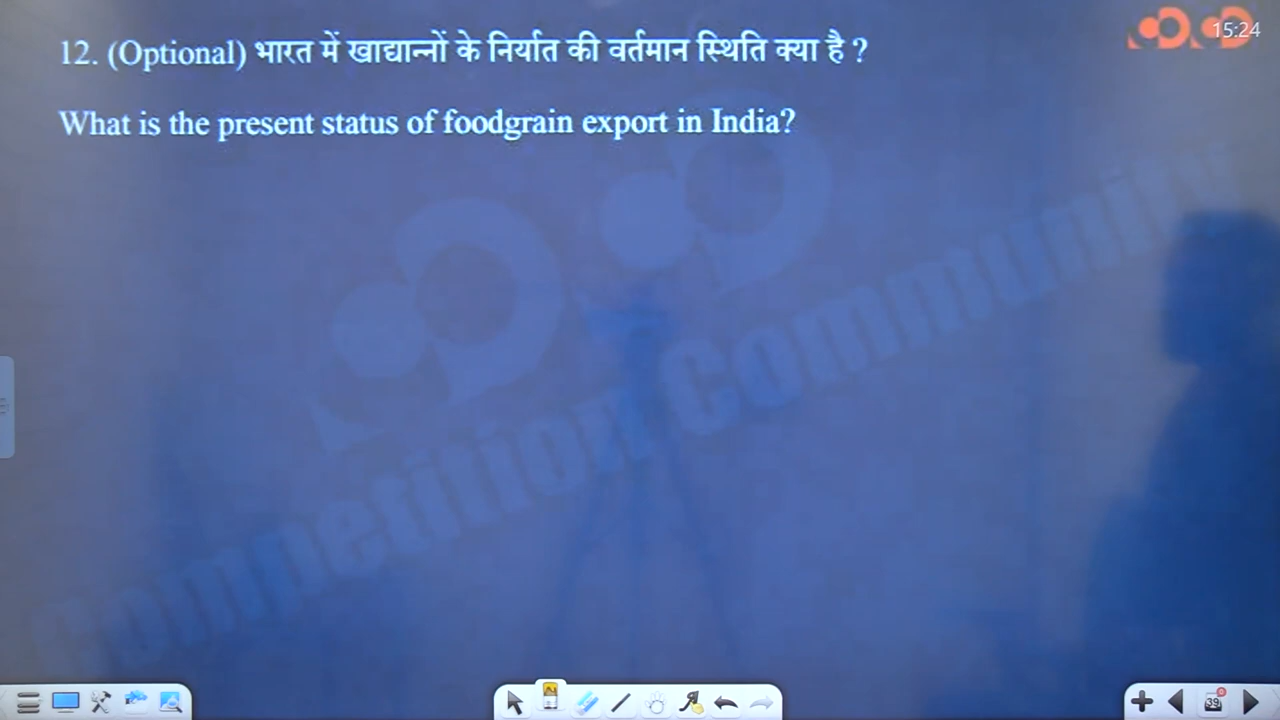 12. (Optional) भारत में खाद्यान्नों के निर्यात की वर्तमान स्थिति क्या है ?
15:24
What is the present status of foodgrain export in India?
Competition Community
39